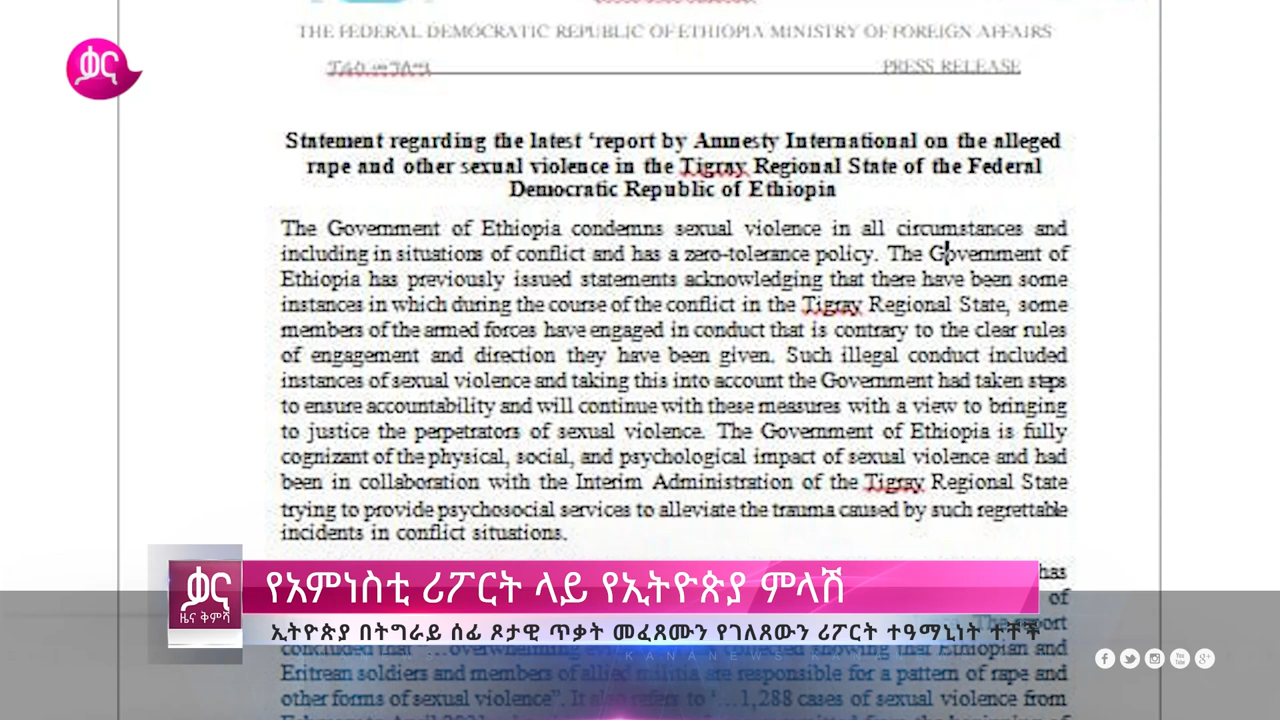 THE FEDERAL DEMOCRATIC REPUBLIC OF ETHIOPIA MINISTRY OF FOREIGN AFFAIRS
ቃና
PRESS RELEASE
Statement regarding the latest ‘report by Amnesty International on the alleged
rape and other sexual violence in the Tigray Regional State of the Federal
Democratic Republic of Ethiopia
The Government of Ethiopia condemns sexual violence in all circumstances and
including in situations of conflict and has a zero-tolerance policy. The Government of
Ethiopia has previously issued statements acknowledging that there have been some
instances in which during the course of the conflict in the Tigray Regional State, some
members of the armed forces have engaged in conduct that is contrary to the clear rules
of engagement and direction they have been given. Such illegal conduct included
instances of sexual violence and taking this into account the Government had taken steps
to ensure accountability and will continue with these measures with a view to bringing
to justice the perpetrators of sexual violence. The Government of Ethiopia is fully
cognizant of the physical, social, and psychological impact of sexual violence and had
been in collaboration with the Interim Administration of the Tigray Regional State
trying to provide psychosocial services to alleviate the trauma caused by such regrettable
incidents in conflict situations.
has
of
The report
ቃና
ዜና ቅምሻ
የአምነስቲ ሪፖርት ላይ የኢትዮጵያ ምላሽ
ኢትዮጵያ በትግራይ ሰፊ ጾታዊ ጥቃት መፈጸሙን የገለጸውን ሪፖርት ተዓማኒነት ተቸች
concluded that “…overwhelming collected showing that Ethiopian and
KANANEWS
Eritrean soldiers and members of allied militia are responsible for a pattern of rape and
other forms of sexual violence”. It also refers to ‘…1,288 cases of sexual violence from